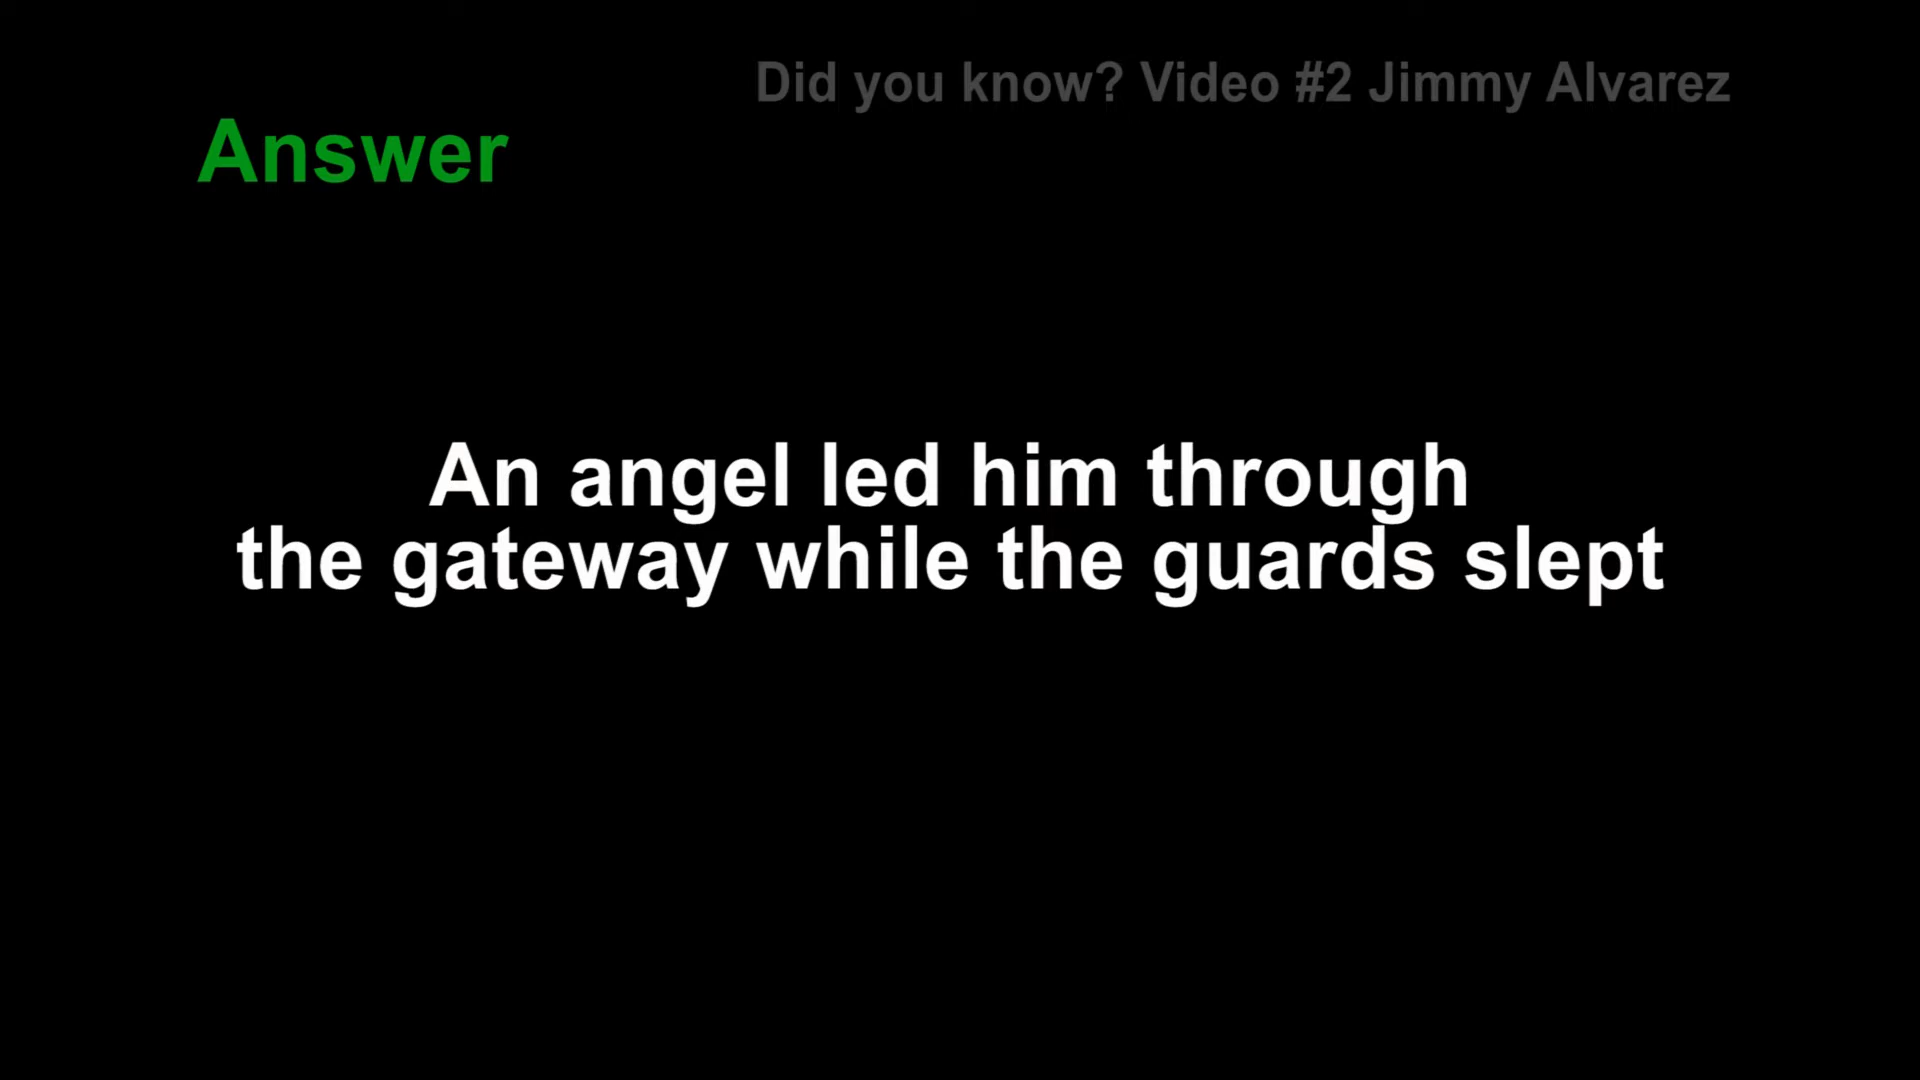 Did you know? Video #2 Jimmy Alvarez
Answer
An angel led him through
the gateway while the guards slept